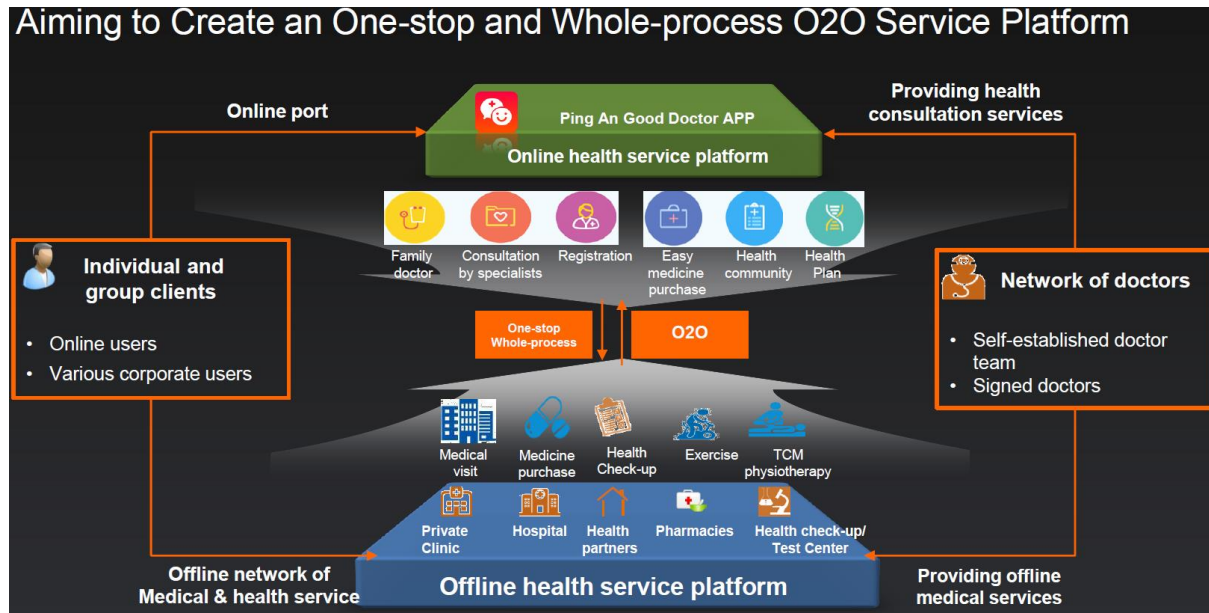 Aiming to Create an One-stop and Whole-process O2O Service Platform
Online port
Ping An Good Doctor APP
Online health service platform
Providing health
consultation services
Family
doctor
Consultation
by specialists
Registration
Easy
medicine
purchase
Health
community
Health
Plan
Individual and
group clients
• Online users
• Various corporate users
One-stop
Whole-process
O2O
Network of doctors
• Self-established doctor
team
• Signed doctors
Medical
visit
Medicine
purchase
Health
Check-up
Exercise
TCM
physiotherapy
Private
Clinic
Hospital
Health
partners
Pharmacies
Health check-up/
Test Center
Offline network of
Medical & health service
Offline health service platform
Providing offline
medical services